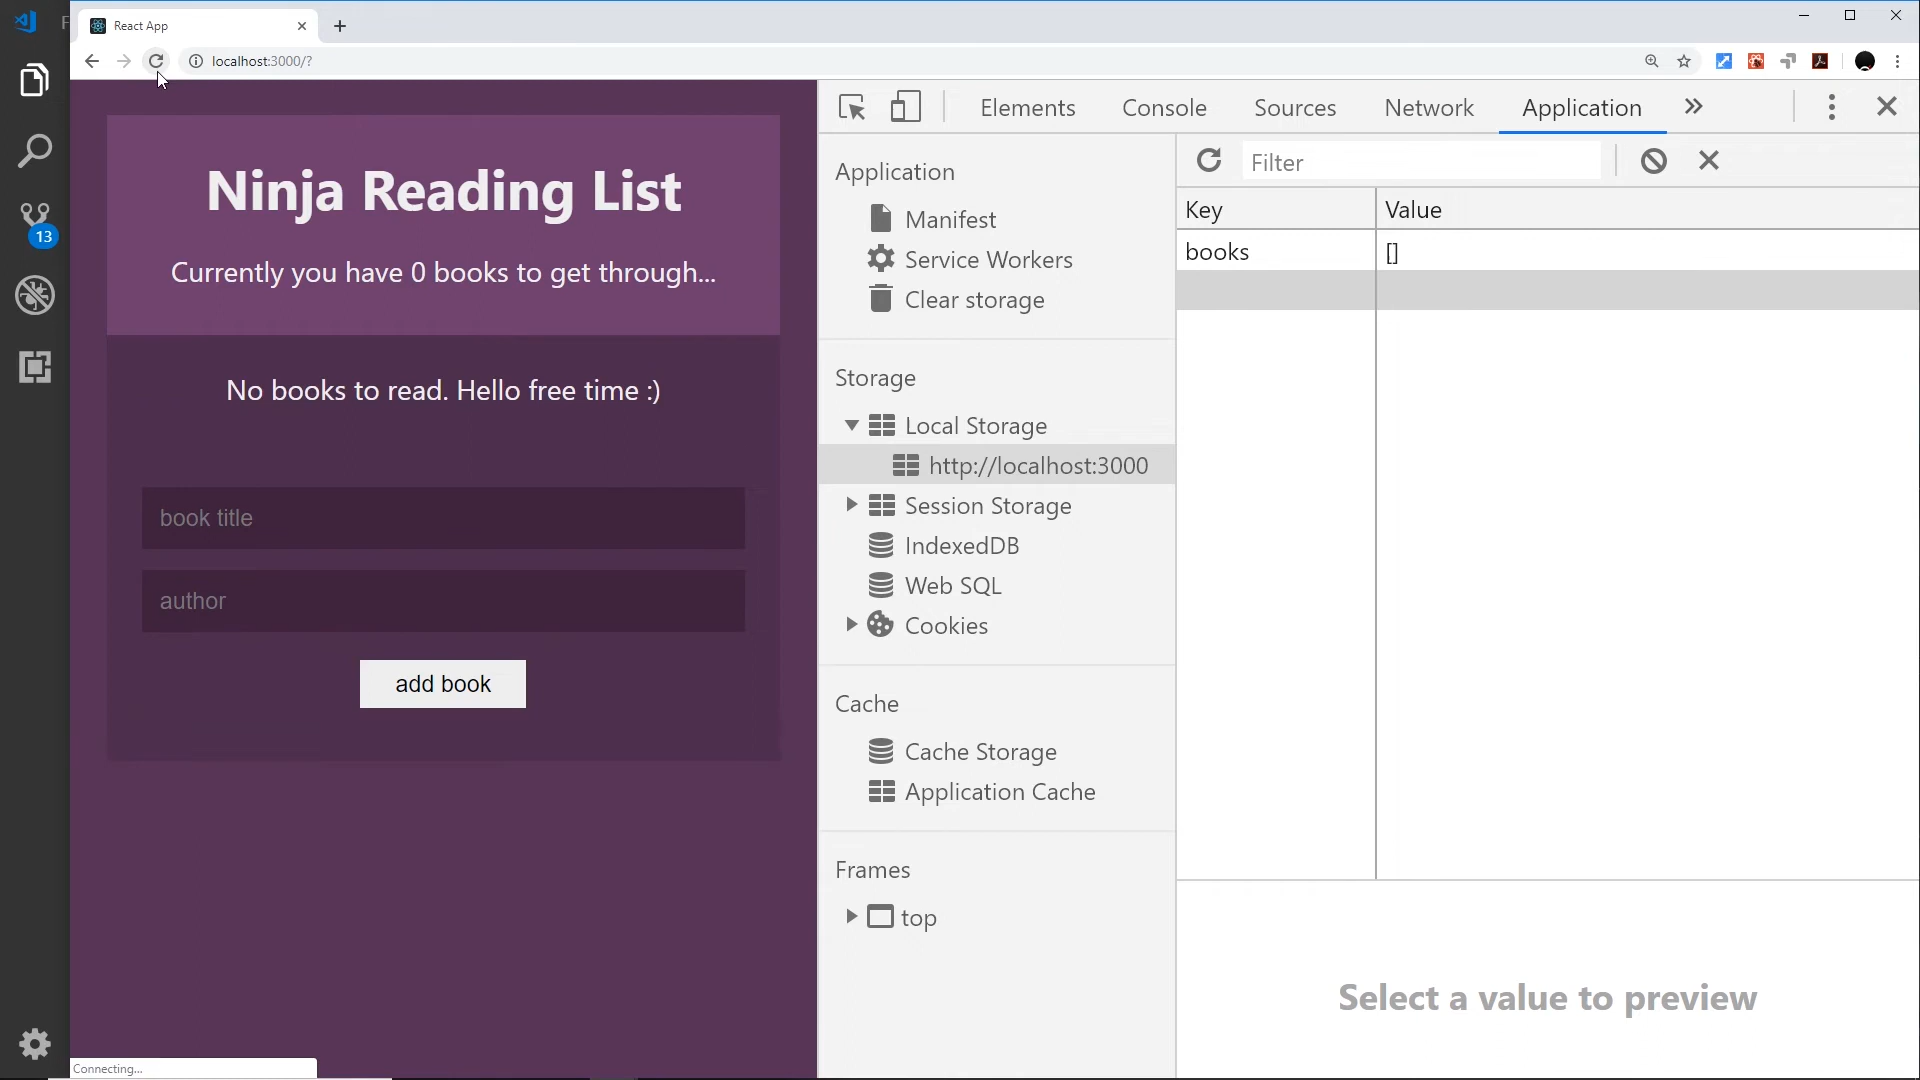 F
React App
localhost:3000/?
13
Ninja Reading List
Currently you have 0 books to get through...
No books to read. Hello free time :)
book title
author
add book
Connecting...
Elements
Console
Sources
Network
Application
Application
Manifest
Service Workers
Clear storage
Storage
Local Storage
http://localhost:3000
Session Storage
IndexedDB
Web SQL
Cookies
Cache
Cache Storage
Application Cache
Frames
top
Filter
Key Value
books []
Select a value to preview